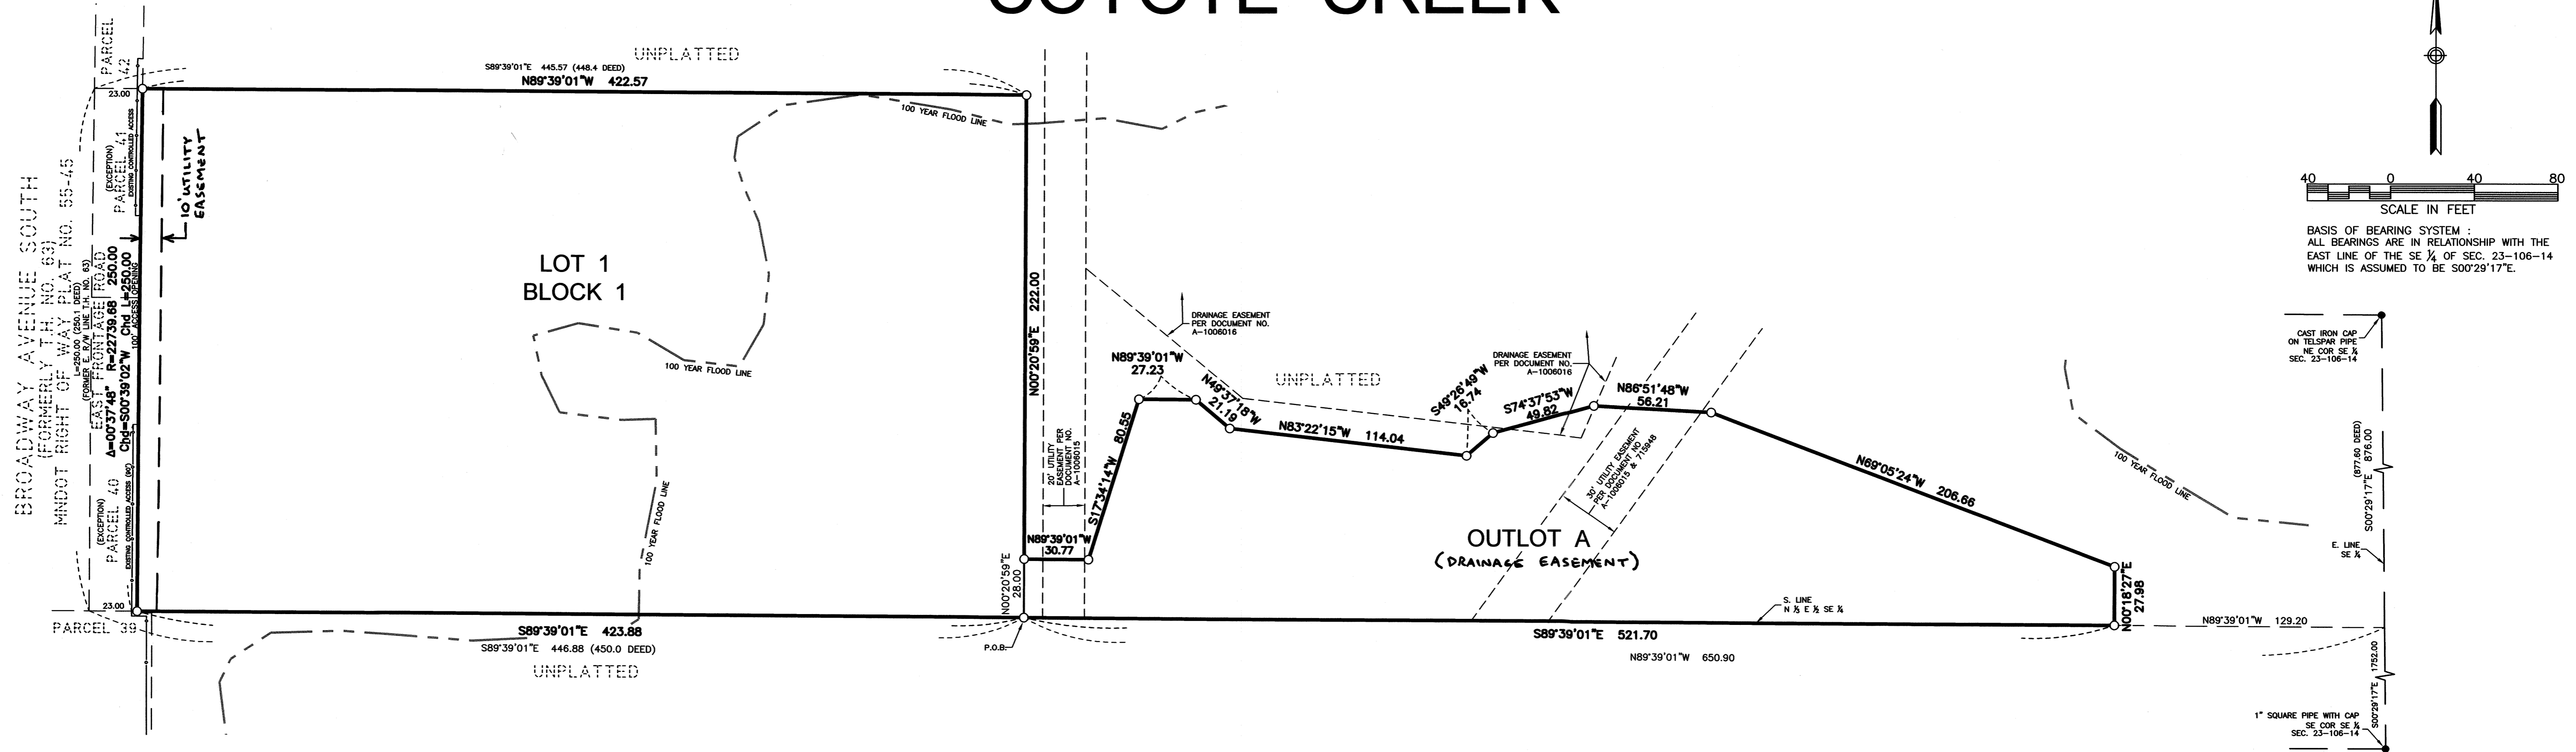 COYOTE CREEK
UNPLATTED
S89°39'01"E 445.57 (448.4 DEED)
N89°39'01"W 422.57
PARCEL 42
23.00
BROADWAY AVENUE SOUTH
(FORMERLY T.H. NO. 63)
MNDOT RIGHT OF WAY PLAT NO. 55-45
L=250.00 (250.1 DEED)
(FORMER E. R/W LINE T.H. NO. 63)
EAST FRONTAGE ROAD
(EXCEPTION)
PARCEL 41
EXISTING CONTROLLED ACCESS
Δ=00°37'48" R=22739.68 250.00
Chd=S00°39'02"W Chd L=250.00
100' ACCESS OPENING
(EXCEPTION)
PARCEL 40
EXISTING CONTROLLED ACCESS (90')
10' UTILITY
EASEMENT
LOT 1
BLOCK 1
100 YEAR FLOOD LINE
100 YEAR FLOOD LINE
100 YEAR FLOOD LINE
N00°20'59"E 222.00
23.00
PARCEL 39
S89°39'01"E 423.88
S89°39'01"E 446.88 (450.0 DEED)
UNPLATTED
N00°20'59"E
28.00
P.O.B.
N89°39'01"W
30.77
20' UTILITY
EASEMENT PER
DOCUMENT NO.
A-1006015
S17°34'14"W 80.55
N89°39'01"W
27.23
N49°37'18"W
21.19
DRAINAGE EASEMENT
PER DOCUMENT NO.
A-1006016
UNPLATTED
N83°22'15"W 114.04
S49°26'49"W
16.74
S74°37'53"W
49.82
DRAINAGE EASEMENT
PER DOCUMENT NO.
A-1006016
N86°51'48"W
56.21
30' UTILITY EASEMENT
PER DOCUMENT NO.
A-1006015 & 715948
N69°05'24"W 206.66
OUTLOT A
(DRAINAGE EASEMENT)
S. LINE
N ½ E ½ SE ¼
S89°39'01"E 521.70
N89°39'01"W 650.90
N00°18'27"E
27.98
N89°39'01"W 129.20
100 YEAR FLOOD LINE
40 0 40 80
SCALE IN FEET
BASIS OF BEARING SYSTEM :
ALL BEARINGS ARE IN RELATIONSHIP WITH THE
EAST LINE OF THE SE ¼ OF SEC. 23-106-14
WHICH IS ASSUMED TO BE S00°29'17"E.
CAST IRON CAP
ON TELSPAR PIPE
NE COR SE ¼
SEC. 23-106-14
(877.60 DEED)
S00°29'17"E 876.00
E. LINE
SE ¼
S00°29'17"E 1752.00
1" SQUARE PIPE WITH CAP
SE COR SE ¼
SEC. 23-106-14